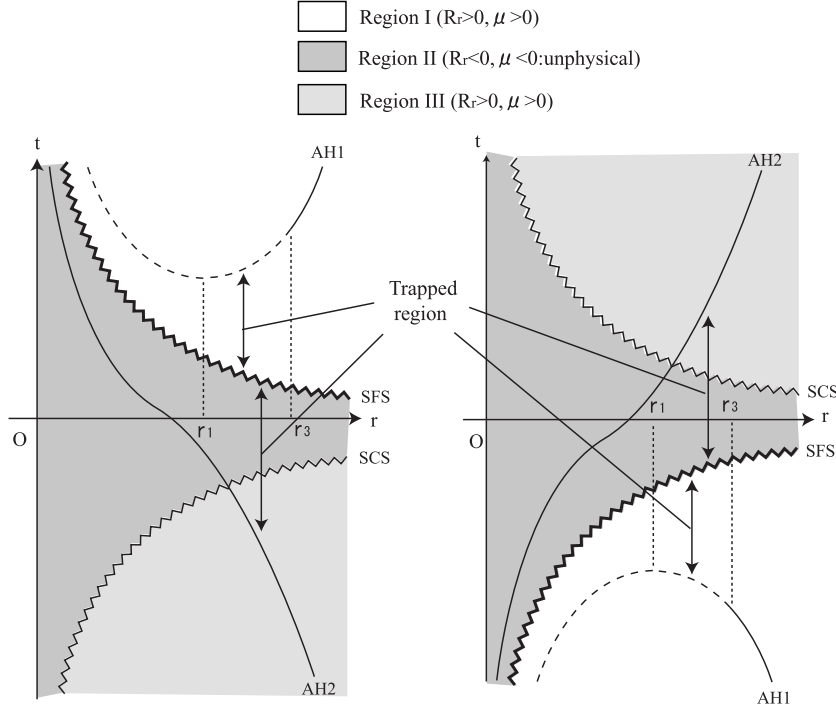 Region I (Rr>0, μ >0)
Region II (Rr<0, μ <0:unphysical)
Region III (Rr>0, μ >0)
t
AH1
Trapped
region
SFS
r
O
r1
r3
SCS
AH2
t
AH2
SCS
r1
r3
r
O
SFS
AH1